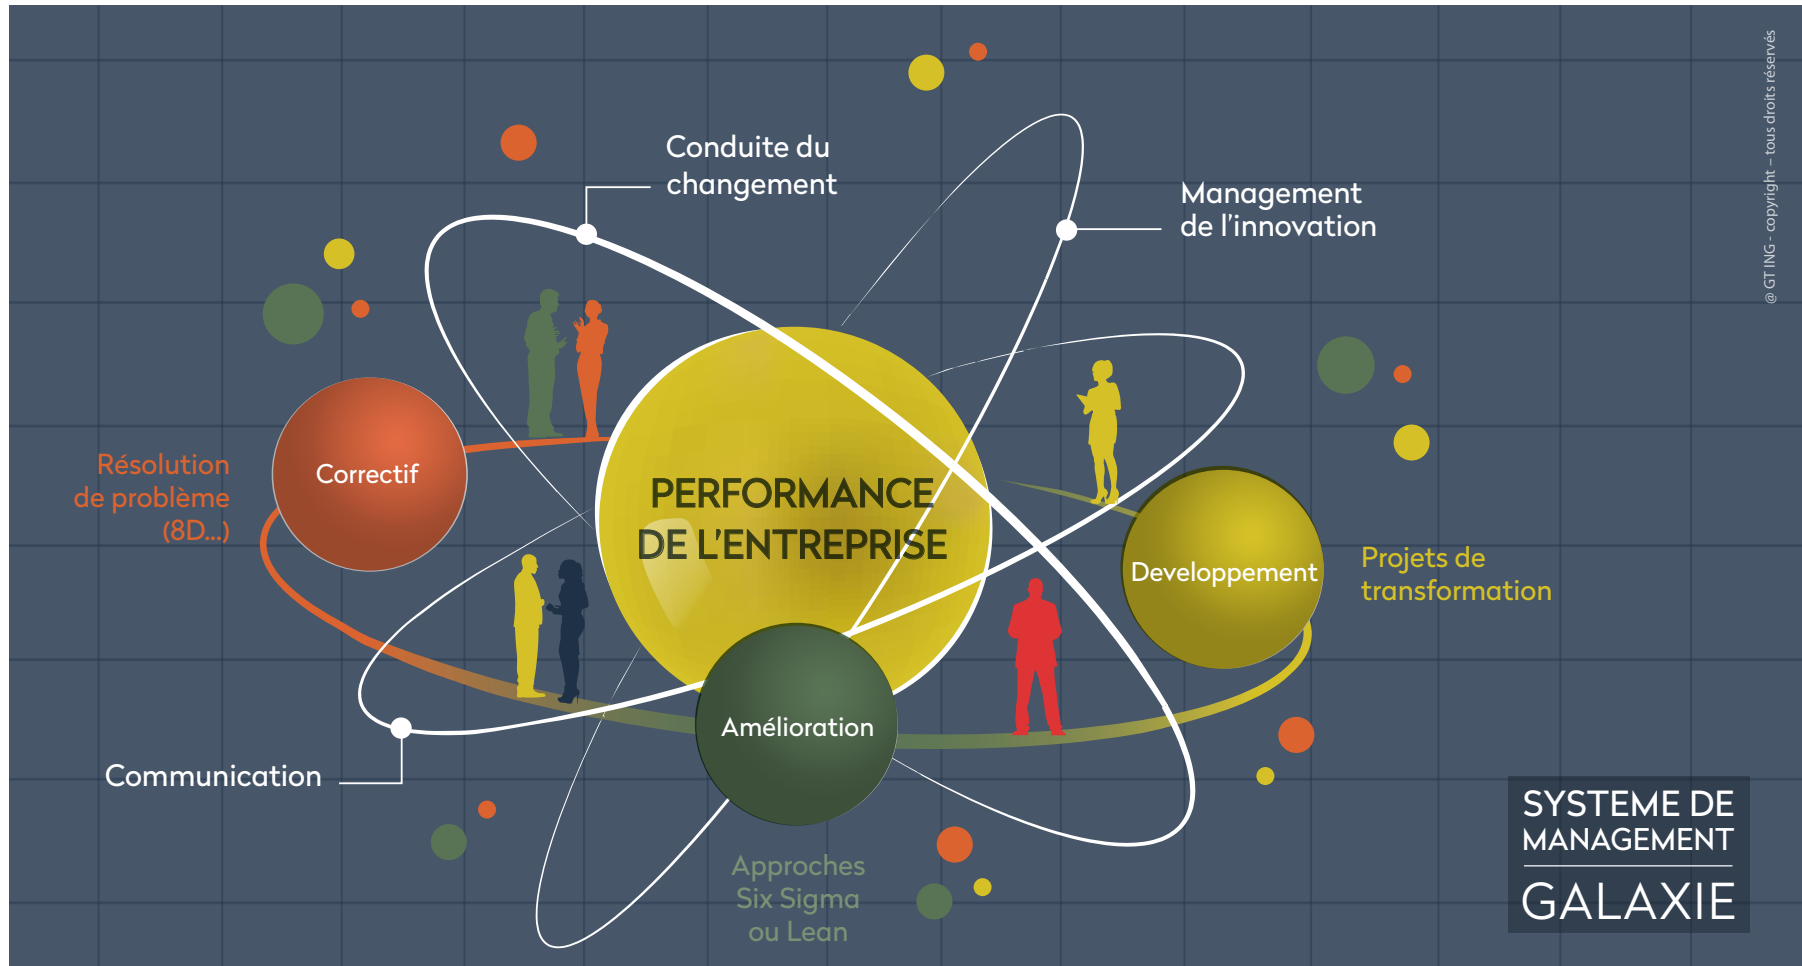 Conduite du
changement
Management
de l'innovation
@ GT ING - copyright – tous droits réservés
Résolution
de problème
(8D...)
Correctif
PERFORMANCE
DE L'ENTREPRISE
Developpement
Projets de
transformation
Amélioration
Communication
Approches
Six Sigma
ou Lean
SYSTEME DE
MANAGEMENT
GALAXIE